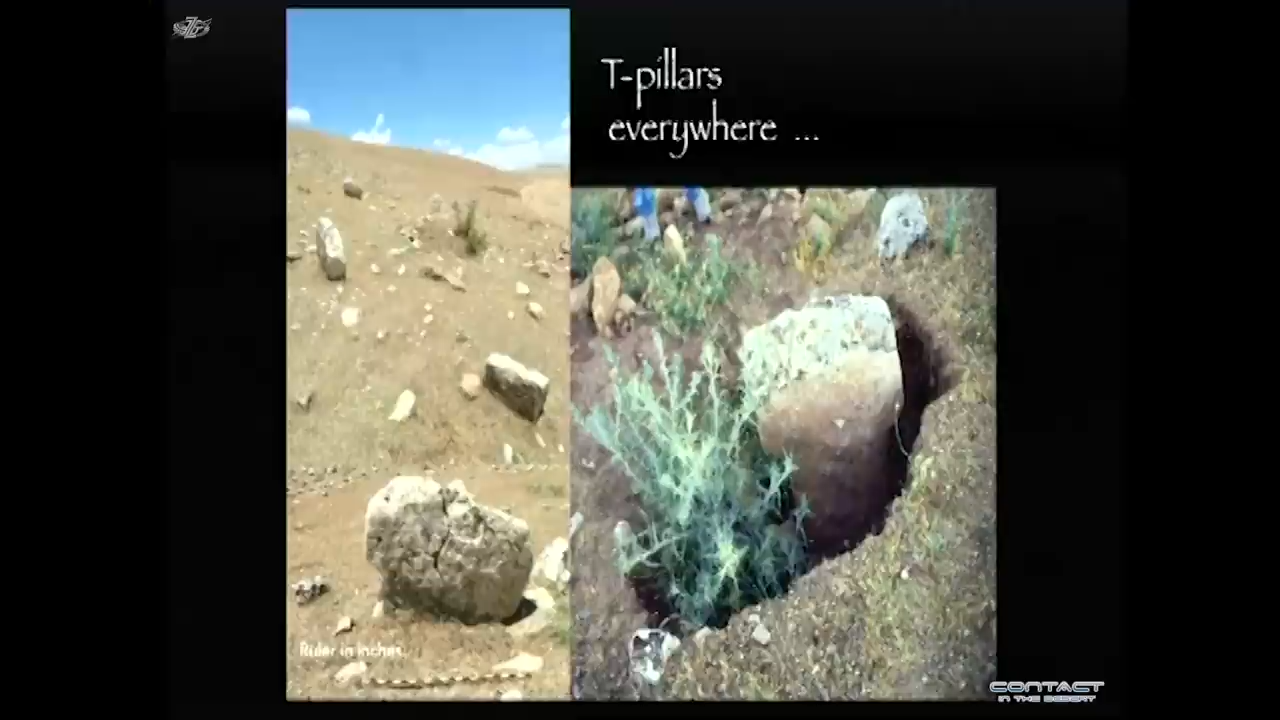 T-pillars
everywhere ...
Ruler in inches.
CONTACT
IN THE DESERT